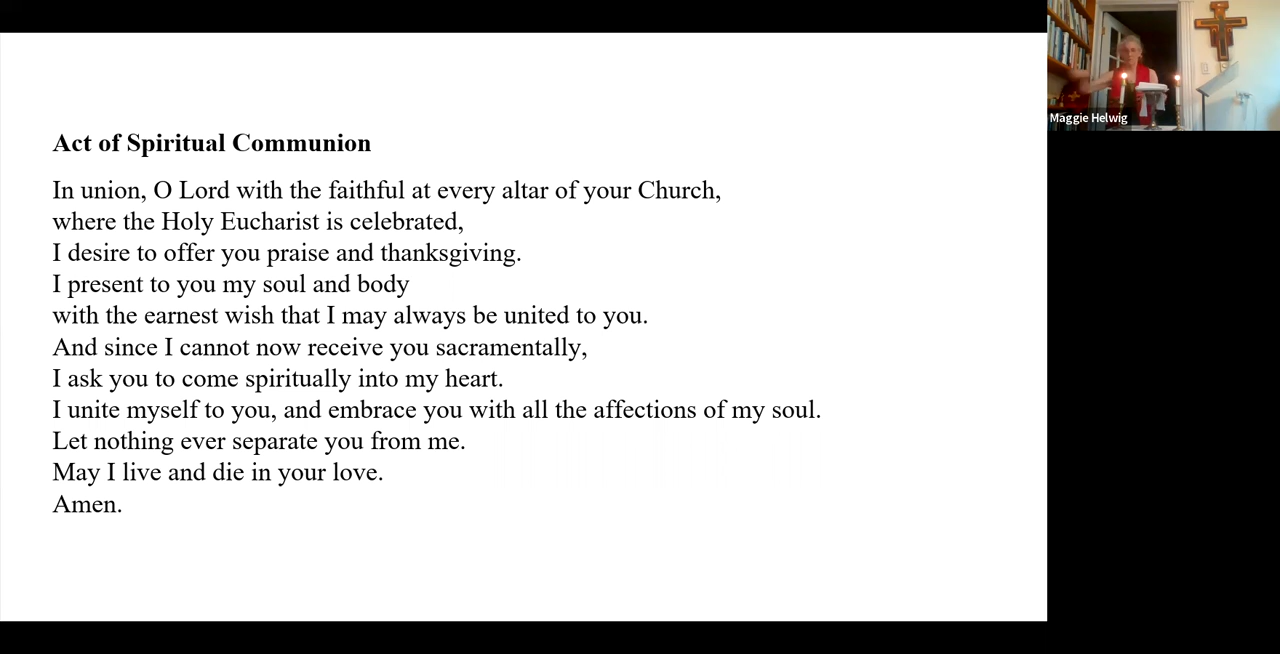 Act of Spiritual Communion
In union, O Lord with the faithful at every altar of your Church,
where the Holy Eucharist is celebrated,
I desire to offer you praise and thanksgiving.
I present to you my soul and body
with the earnest wish that I may always be united to you.
And since I cannot now receive you sacramentally,
I ask you to come spiritually into my heart.
I unite myself to you, and embrace you with all the affections of my soul.
Let nothing ever separate you from me.
May I live and die in your love.
Amen.
Maggie Helwig